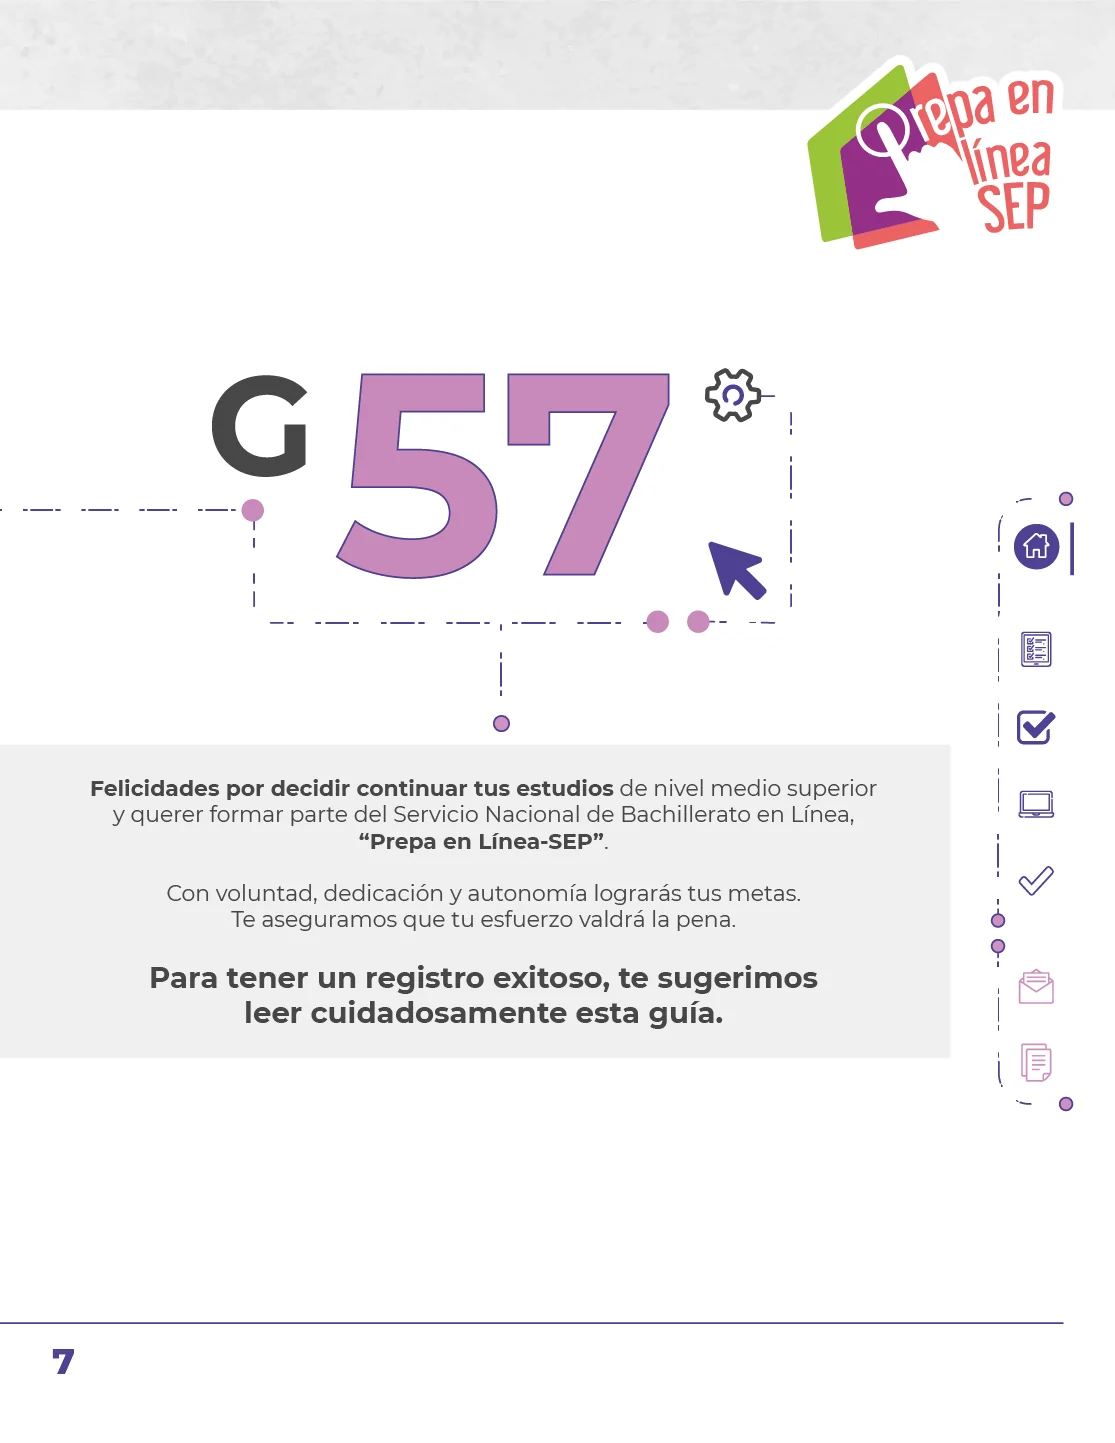 Prepa en
línea
SEP
G57
Felicidades por decidir continuar tus estudios de nivel medio superior
y querer formar parte del Servicio Nacional de Bachillerato en Línea,
“Prepa en Línea-SEP”.
Con voluntad, dedicación y autonomía lograrás tus metas.
Te aseguramos que tu esfuerzo valdrá la pena.
Para tener un registro exitoso, te sugerimos
leer cuidadosamente esta guía.
7